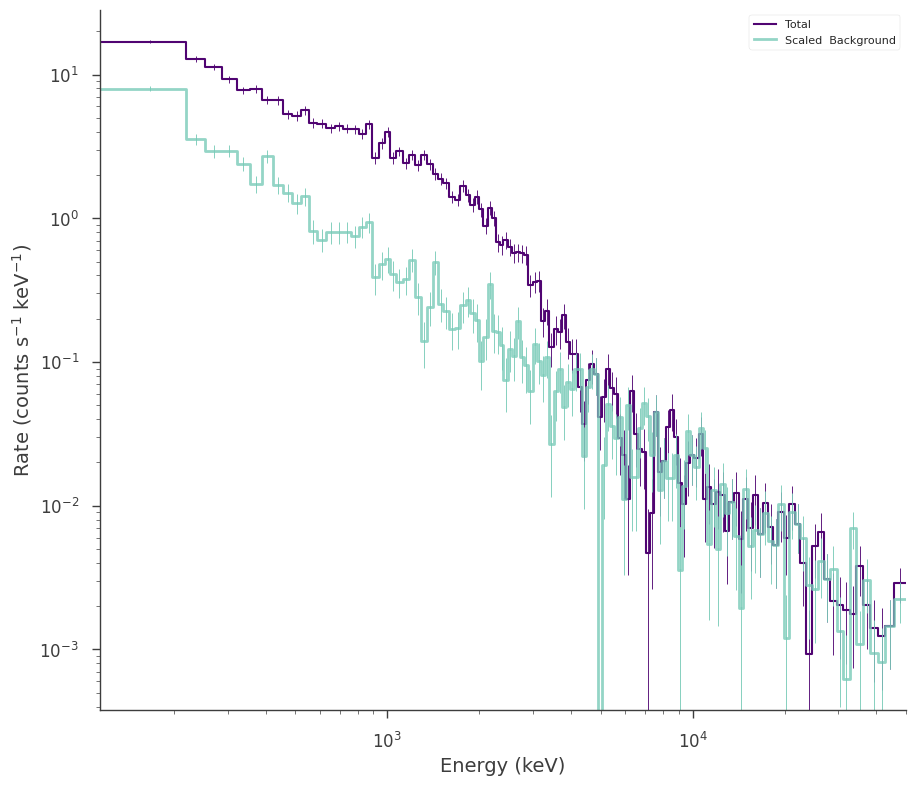 Total
Scaled  Background
10¹
10⁰
10⁻¹
10⁻²
10⁻³
Rate (counts s⁻¹ keV⁻¹)
10³
10⁴
Energy (keV)